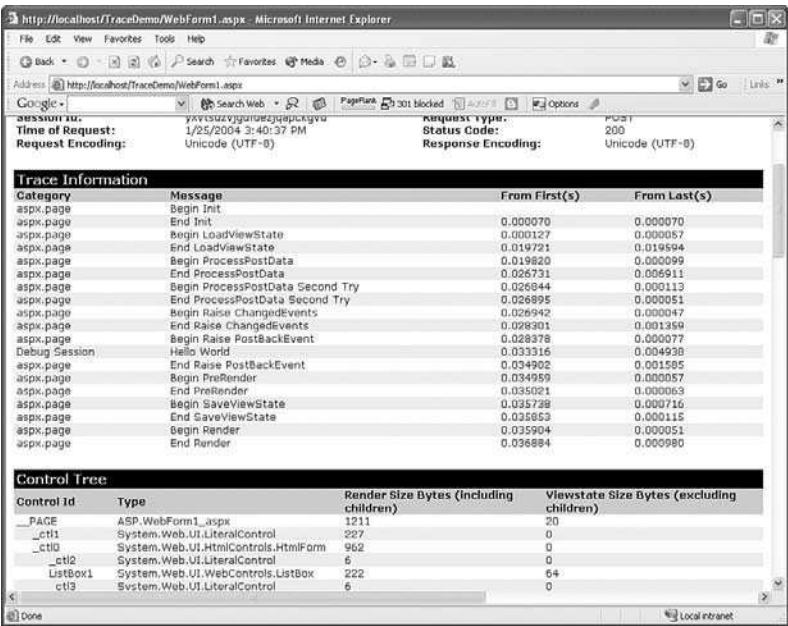 http://localhost/TraceDemo/WebForm1.aspx - Microsoft Internet Explorer
File Edit View Favorites Tools Help
Back Search Favorites Media
Address http://localhost/TraceDemo/WebForm1.aspx Go Links »
Google Search Web PageRank 301 blocked AutoFill Options
Session Id: Request Type: POST
Time of Request: 1/25/2004 3:40:37 PM Status Code: 200
Request Encoding: Unicode (UTF-8) Response Encoding: Unicode (UTF-8)
Trace Information
Category Message From First(s) From Last(s)
aspx.page Begin Init
aspx.page End Init 0.000070 0.000070
aspx.page Begin LoadViewState 0.000127 0.000057
aspx.page End LoadViewState 0.019721 0.019594
aspx.page Begin ProcessPostData 0.019820 0.000099
aspx.page End ProcessPostData 0.026731 0.006911
aspx.page Begin ProcessPostData Second Try 0.026844 0.000113
aspx.page End ProcessPostData Second Try 0.026895 0.000051
aspx.page Begin Raise ChangedEvents 0.026942 0.000047
aspx.page End Raise ChangedEvents 0.028301 0.001359
aspx.page Begin Raise PostBackEvent 0.028378 0.000077
Debug Session Hello World 0.033316 0.004938
aspx.page End Raise PostBackEvent 0.034902 0.001585
aspx.page Begin PreRender 0.034959 0.000057
aspx.page End PreRender 0.035021 0.000063
aspx.page Begin SaveViewState 0.035738 0.000716
aspx.page End SaveViewState 0.035853 0.000115
aspx.page Begin Render 0.035904 0.000051
aspx.page End Render 0.036884 0.000980
Control Tree
Control Id Type Render Size Bytes (including children) Viewstate Size Bytes (excluding children)
__PAGE ASP.WebForm1_aspx 1211 20
_ctl1 System.Web.UI.LiteralControl 227 0
_ctl0 System.Web.UI.HtmlControls.HtmlForm 962 0
_ctl2 System.Web.UI.LiteralControl 6 0
ListBox1 System.Web.UI.WebControls.ListBox 222 64
_ctl3 System.Web.UI.LiteralControl 6 0
Done Local intranet